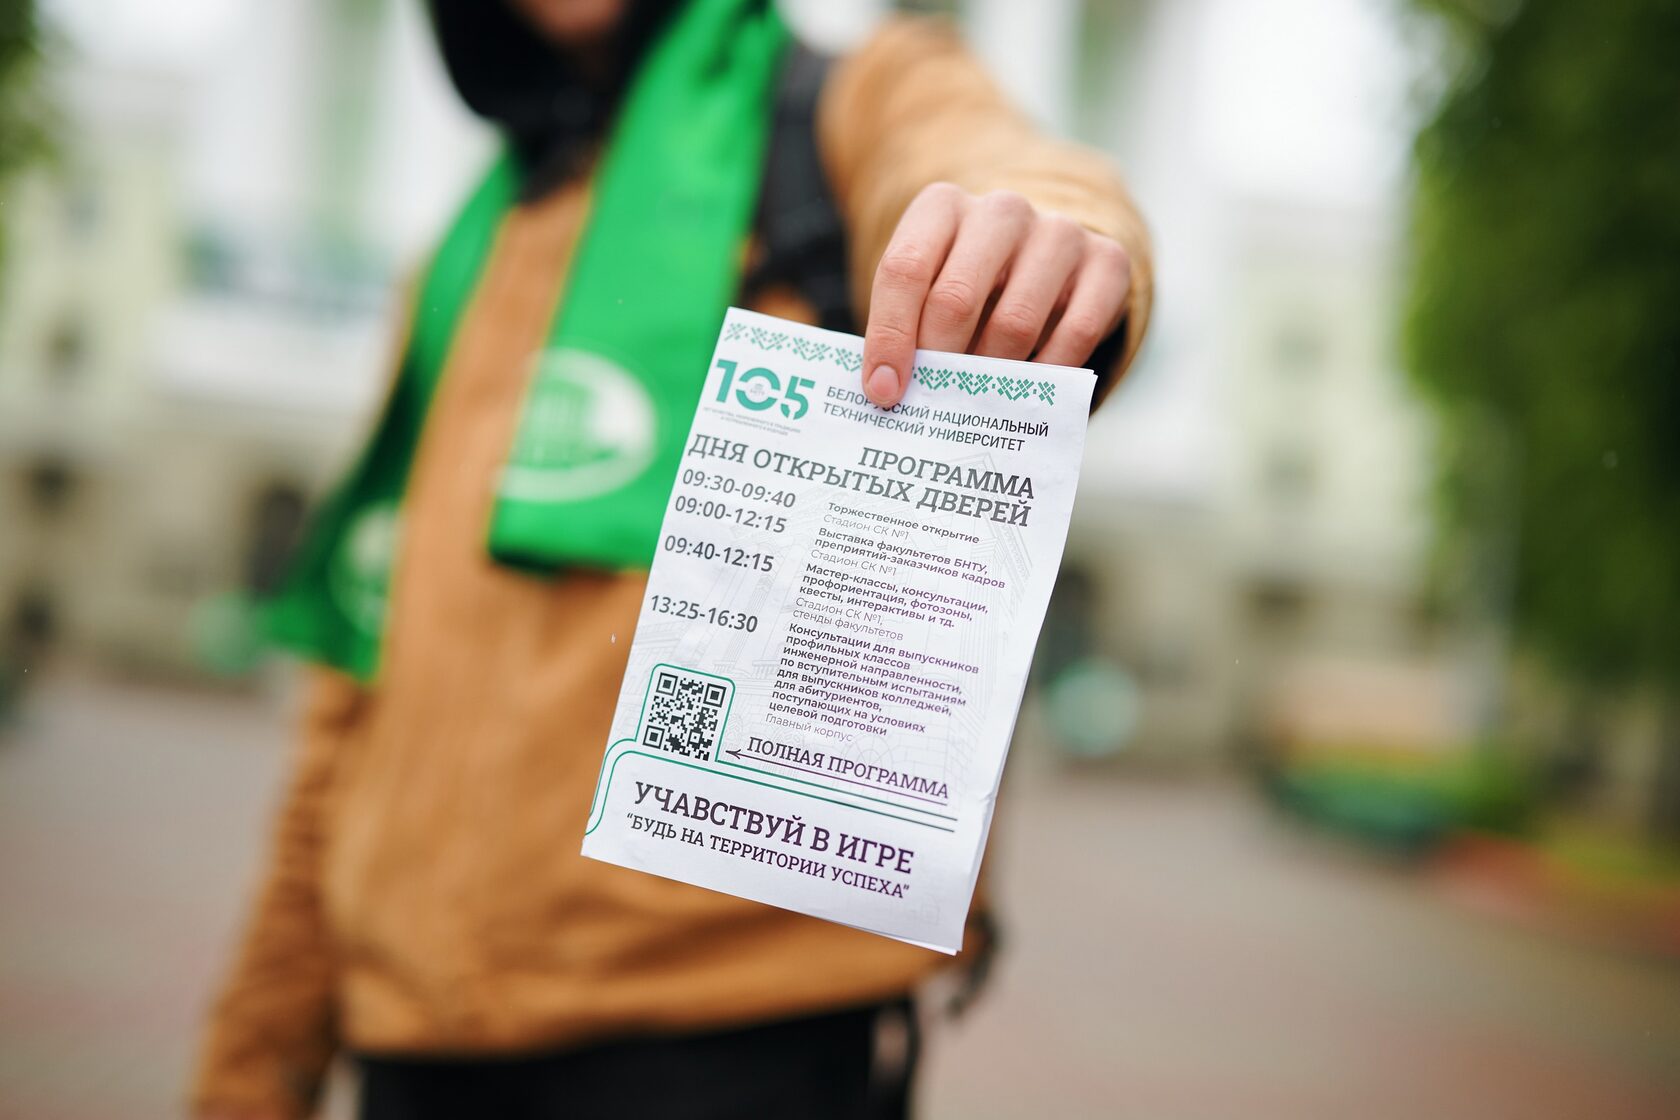 105
БЕЛОРУССКИЙ НАЦИОНАЛЬНЫЙ
ТЕХНИЧЕСКИЙ УНИВЕРСИТЕТ
ПРОГРАММА
ДНЯ ОТКРЫТЫХ ДВЕРЕЙ
09:30-09:40
Торжественное открытие
Стадион СК №1
09:00-12:15
Выставка факультетов БНТУ,
преприятий-заказчиков кадров
Стадион СК №1
09:40-12:15
Мастер-классы, консультации,
профориентация, фотозоны,
квесты, интерактивы и тд.
Стадион СК №1,
стенды факультетов
13:25-16:30
Консультации для выпускников
профильных классов
инженерной направленности,
по вступительным испытаниям
для выпускников колледжей,
для абитуриентов,
поступающих на условиях
целевой подготовки
Главный корпус
ПОЛНАЯ ПРОГРАММА
УЧАВСТВУЙ В ИГРЕ
“БУДЬ НА ТЕРРИТОРИИ УСПЕХА”